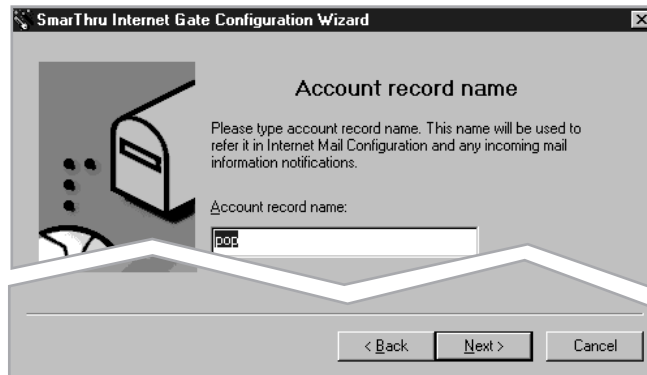 SmarThru Internet Gate Configuration Wizard
Account record name
Please type account record name. This name will be used to
refer it in Internet Mail Configuration and any incoming mail
information notifications.
Account record name:
pop
< Back
Next >
Cancel